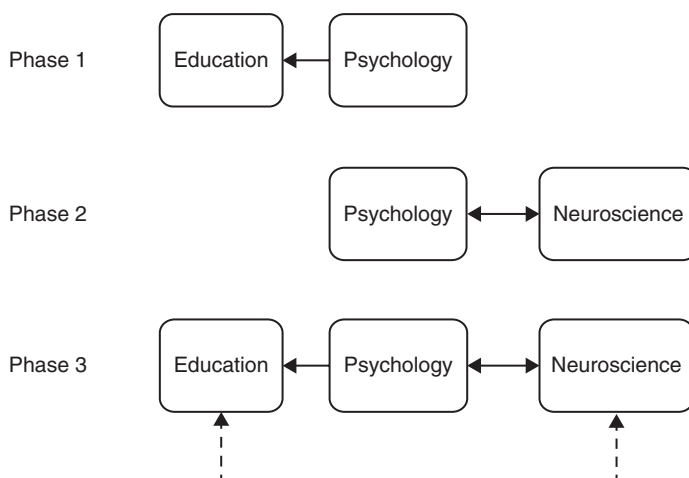 Phase 1 Education Psychology
Phase 2 Psychology Neuroscience
Phase 3 Education Psychology Neuroscience